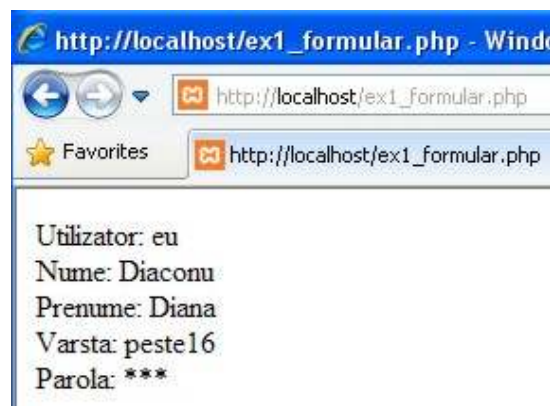 http://localhost/ex1_formular.php - Windo
http://localhost/ex1_formular.php
Favorites
http://localhost/ex1_formular.php
Utilizator: eu
Nume: Diaconu
Prenume: Diana
Varsta: peste16
Parola: ***